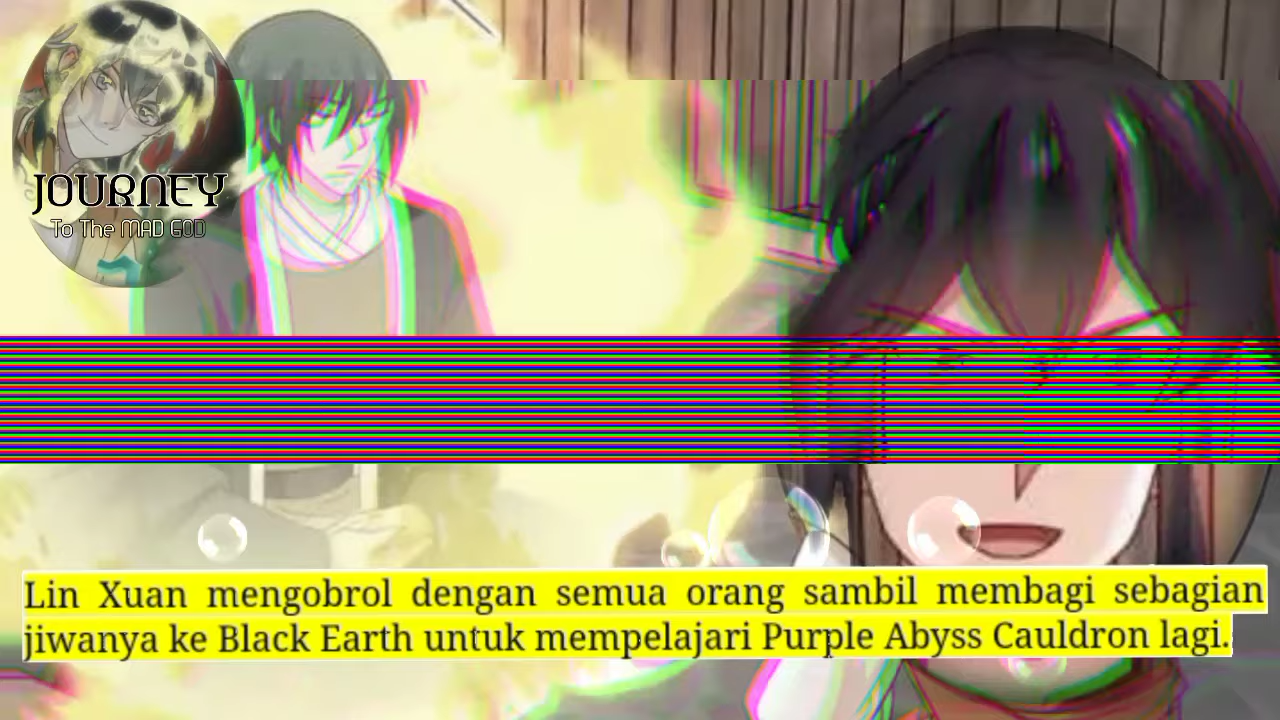 JOURNEY
To The MAD GOD
Lin Xuan mengobrol dengan semua orang sambil membagi sebagian
jiwanya ke Black Earth untuk mempelajari Purple Abyss Cauldron lagi.